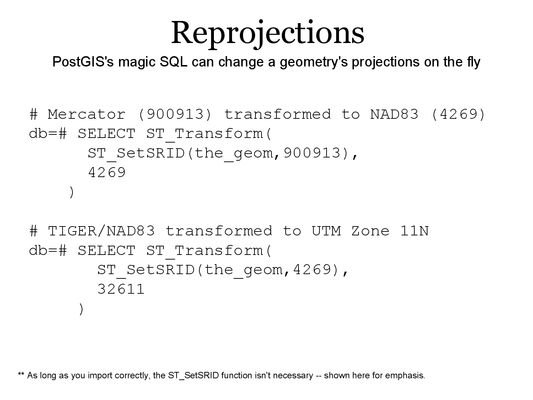 Reprojections
PostGIS's magic SQL can change a geometry's projections on the fly
# Mercator (900913) transformed to NAD83 (4269)
db=# SELECT ST_Transform(
ST_SetSRID(the_geom,900913),
4269
)
# TIGER/NAD83 transformed to UTM Zone 11N
db=# SELECT ST_Transform(
ST_SetSRID(the_geom,4269),
32611
)
** As long as you import correctly, the ST_SetSRID function isn't necessary -- shown here for emphasis.